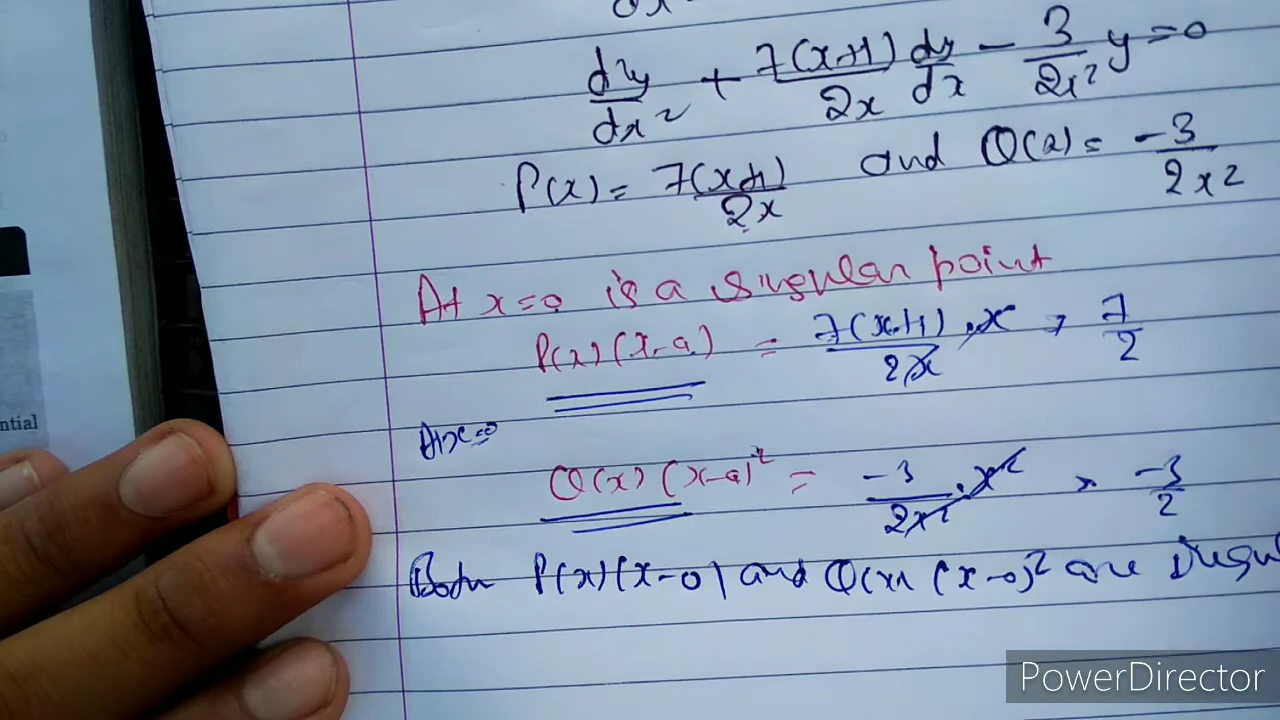 d²y/dx² + 7(x+1)/2x dy/dx - 3/2x² y = 0
P(x) = 7(x+1)/2x and Q(x) = -3/2x²
At x=0 is a singular point
P(x)(x-a) = 7(x+1)/2x . x , 7/2
At x=0
Q(x)(x-a)² = -3/2x² . x² , -3/2
ntial
Both P(x)(x-0) and Q(x) (x-0)² are
PowerDirector